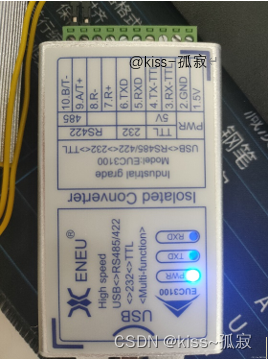 @kiss~孤寂
USB
ENEU®
High speed
USB<>RS485/422
<>232<>TTL
<Multi-function>
EUC3100
PWR
TXD
RXD
Isolated Converter
Industrial grade
Model:EUC3100
USB<>RS485/422<>232<>TTL
PWR TTL 232 RS422
5V 485
1.5V
2.GND
3.RX-TTL
4.TX-TTL
5.RXD
6.TXD
7.R+
8.R-
9.A/T+
10.B/T-
钢笔
CSDN @kiss~孤寂